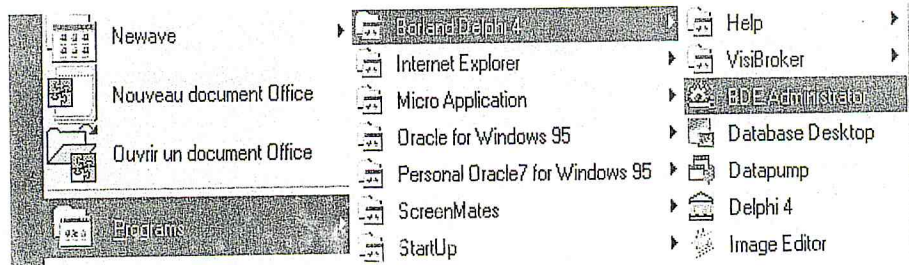 Newave
Nouveau document Office
Ouvrir un document Office
Programs
Borland Delphi 4
Internet Explorer
Micro Application
Oracle for Windows 95
Personal Oracle7 for Windows 95
ScreenMates
StartUp
Help
VisiBroker
BDE Administrator
Database Desktop
Datapump
Delphi 4
Image Editor